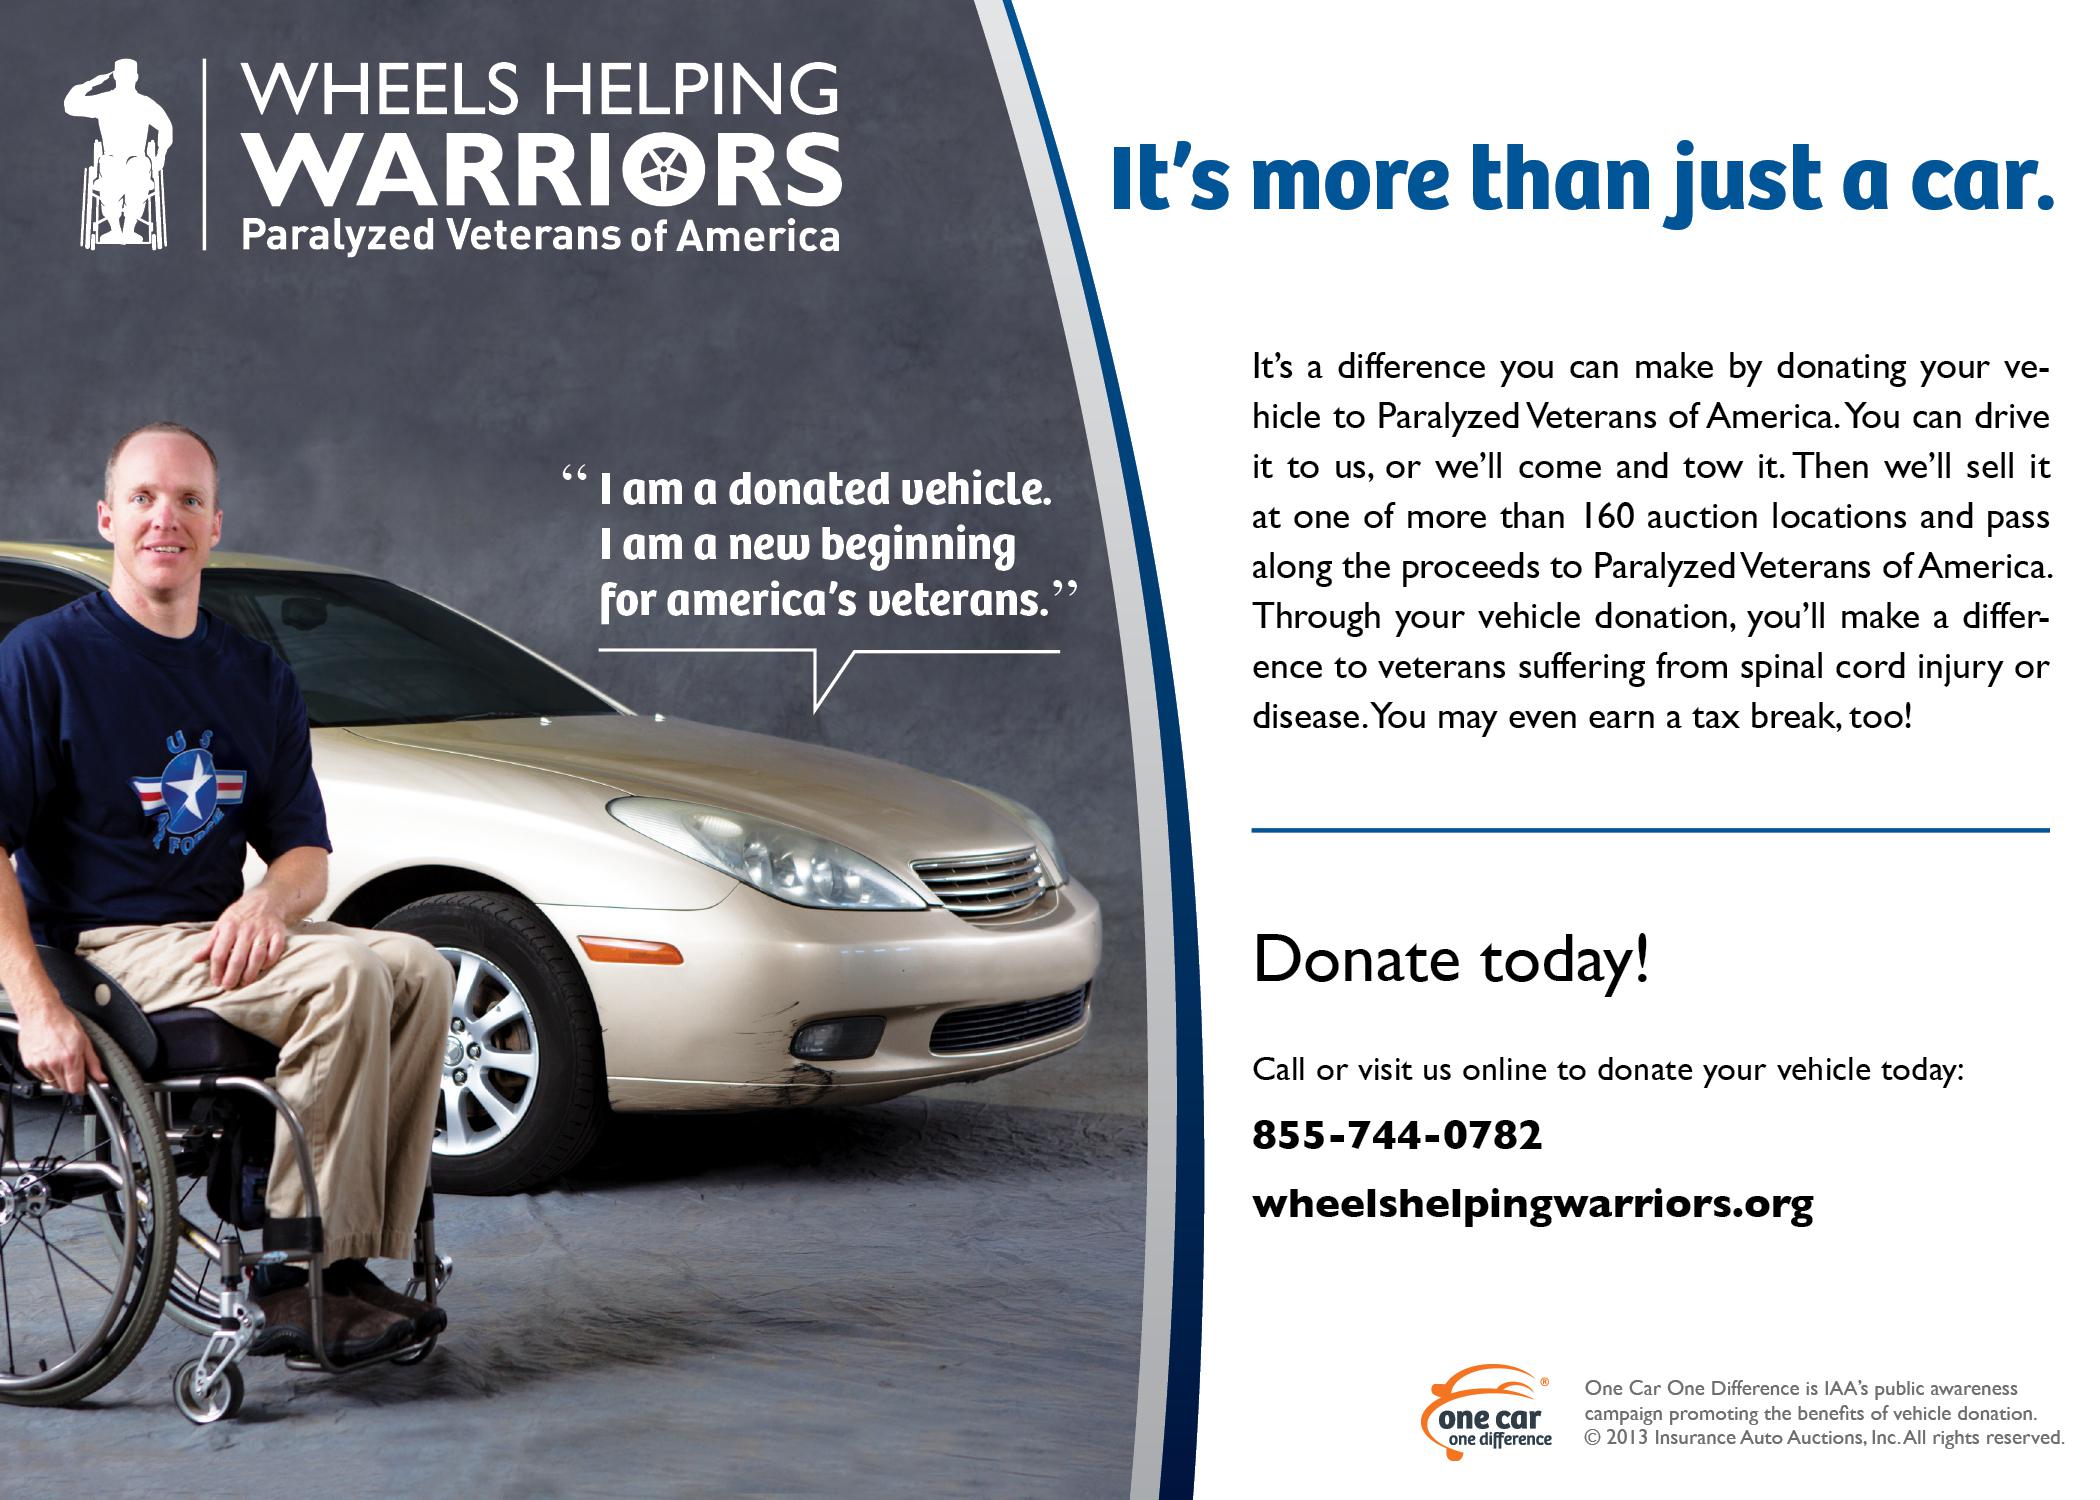 WHEELS HELPING
WARRIORS
Paralyzed Veterans of America
“ I am a donated vehicle.
I am a new beginning
for america’s veterans.”
U S
FORCE
It’s more than just a car.
It’s a difference you can make by donating your ve-
hicle to Paralyzed Veterans of America. You can drive
it to us, or we’ll come and tow it. Then we’ll sell it
at one of more than 160 auction locations and pass
along the proceeds to Paralyzed Veterans of America.
Through your vehicle donation, you’ll make a differ-
ence to veterans suffering from spinal cord injury or
disease. You may even earn a tax break, too!
Donate today!
Call or visit us online to donate your vehicle today:
855-744-0782
wheelshelpingwarriors.org
one car ®
one difference
One Car One Difference is IAA’s public awareness
campaign promoting the benefits of vehicle donation.
© 2013 Insurance Auto Auctions, Inc. All rights reserved.